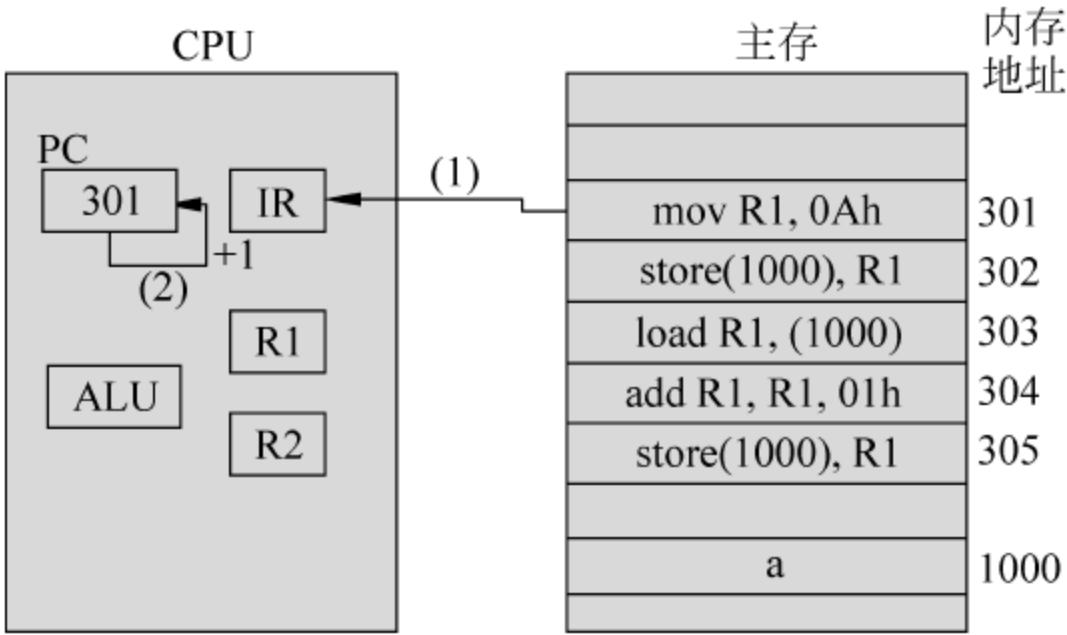 CPU
主存
内存
地址
PC
301
IR
(1)
+1
(2)
R1
ALU
R2
mov R1, 0Ah
301
store(1000), R1
302
load R1, (1000)
303
add R1, R1, 01h
304
store(1000), R1
305
a
1000